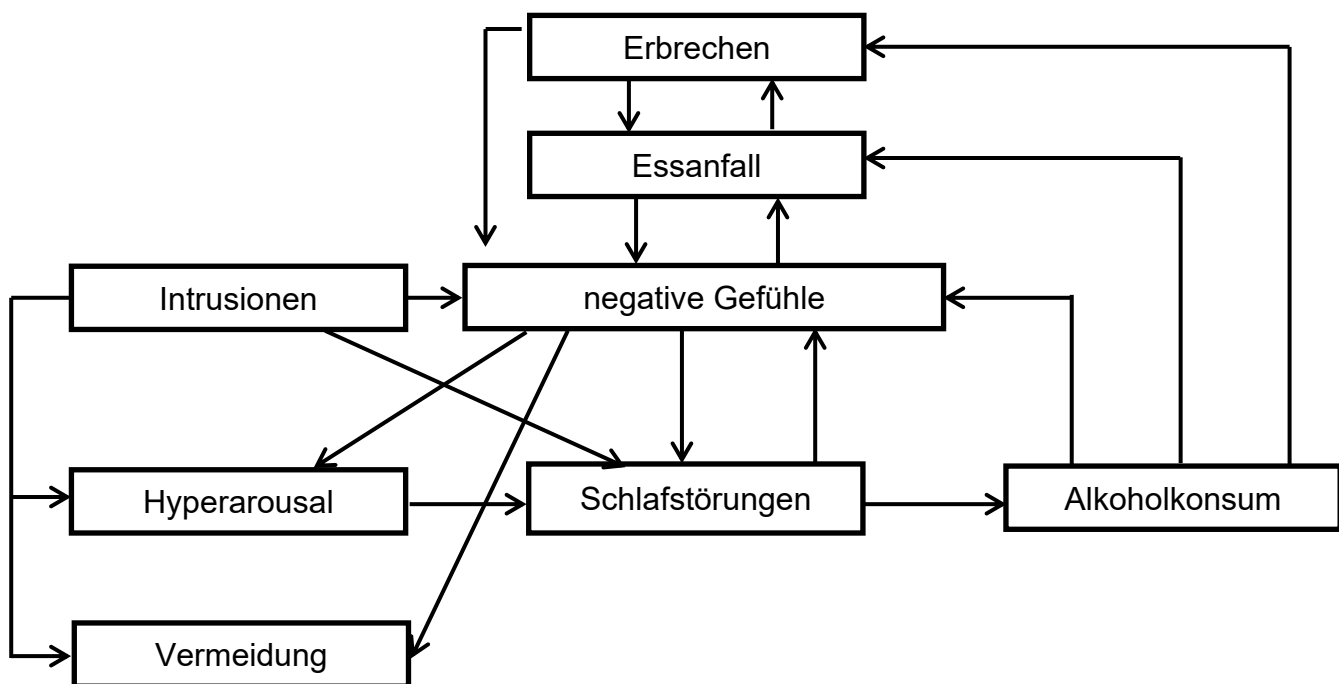 Erbrechen
Essanfall
Intrusionen
negative Gefühle
Hyperarousal
Schlafstörungen
Alkoholkonsum
Vermeidung